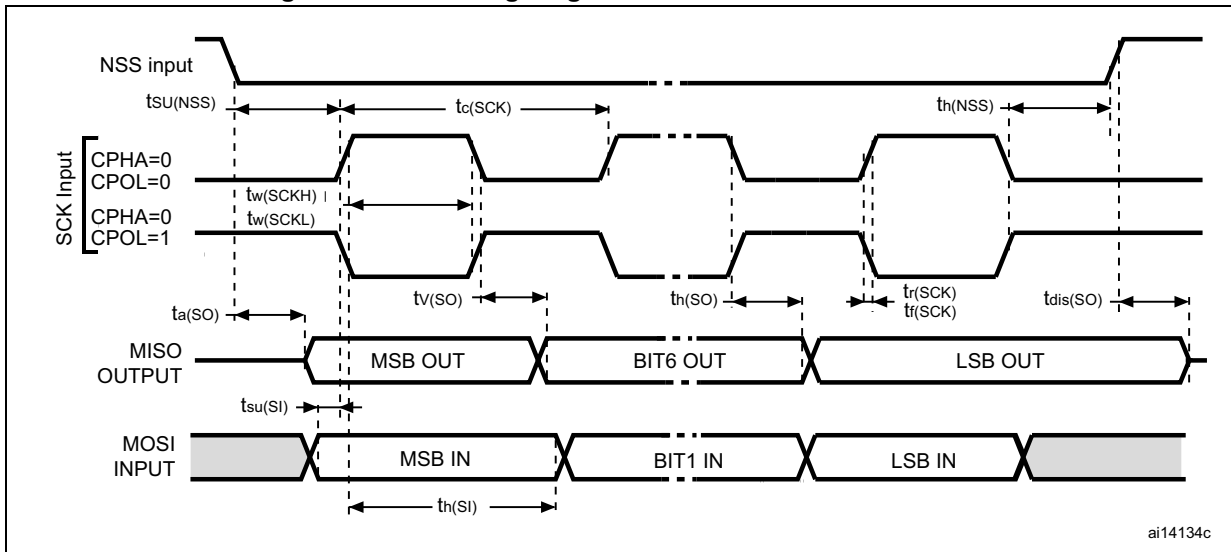 NSS input
tSU(NSS)
tc(SCK)
th(NSS)
SCK Input
CPHA=0
CPOL=0
tw(SCKH)
CPHA=0
CPOL=1
tw(SCKL)
tV(SO)
th(SO)
tr(SCK)
tf(SCK)
tdis(SO)
ta(SO)
MISO
OUTPUT
MSB OUT
BIT6 OUT
LSB OUT
tsu(SI)
MOSI
INPUT
MSB IN
BIT1 IN
LSB IN
th(SI)
ai14134c